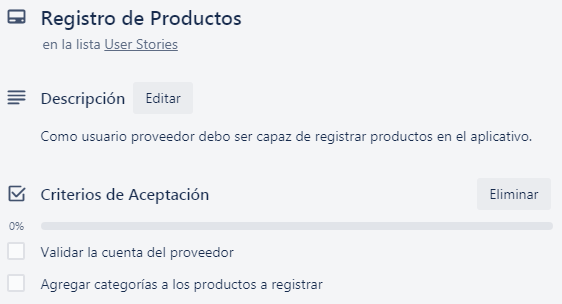 Registro de Productos
en la lista User Stories
Descripción Editar
Como usuario proveedor debo ser capaz de registrar productos en el aplicativo.
Criterios de Aceptación Eliminar
0%
Validar la cuenta del proveedor
Agregar categorías a los productos a registrar